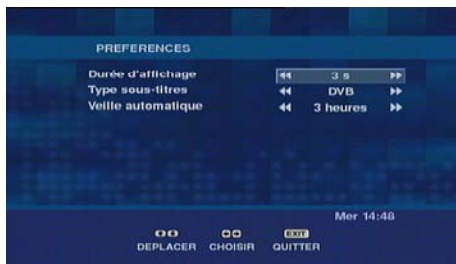 PREFERENCES
Durée d'affichage 3 s
Type sous-titres DVB
Veille automatique 3 heures
Mer 14:48
EXIT
DEPLACER CHOISIR QUITTER